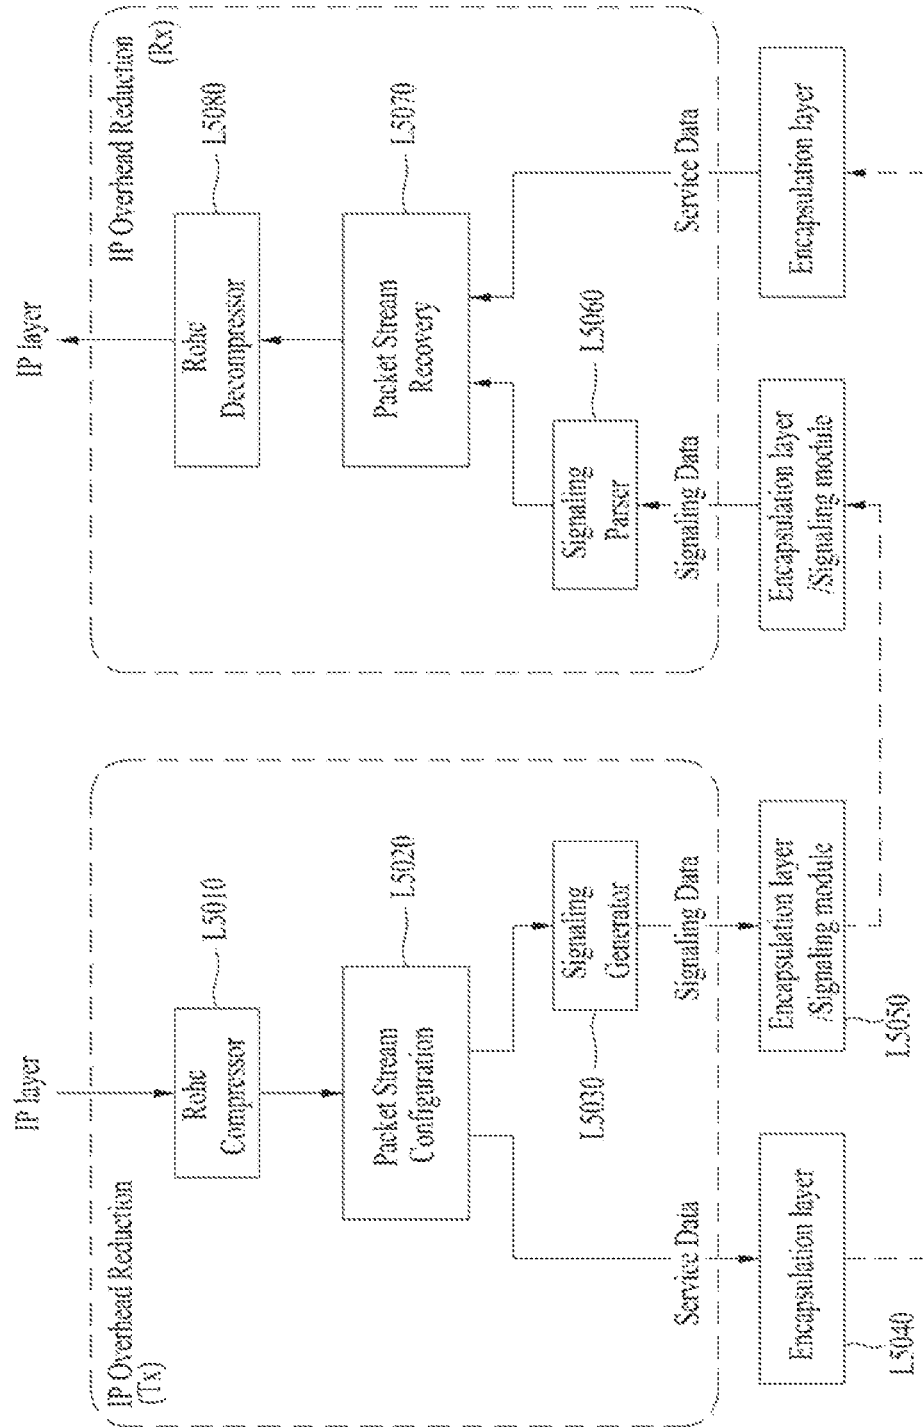 IP Overhead Reduction
(Tx)
IP layer
Rohc
Compressor
L5010
Packet Stream
Configuration
L5020
Signaling
Generator
L5030
Service Data
Signaling Data
Encapsulation layer
L5040
Encapsulation layer
/Signaling module
L5050
IP layer
IP Overhead Reduction
(Rx)
Rohc
Decompressor
L5080
Packet Stream
Recovery
L5070
Signaling
Parser
L5060
Signaling Data
Service Data
Encapsulation layer
/Signaling module
Encapsulation layer